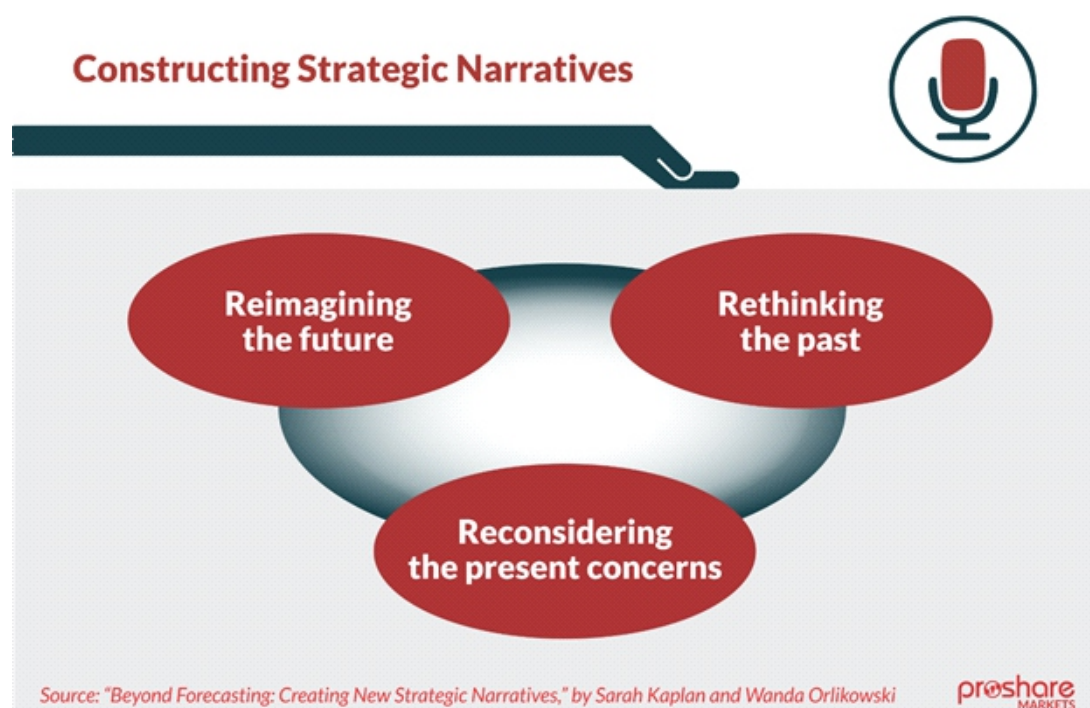 Constructing Strategic Narratives
Reimagining
the future
Rethinking
the past
Reconsidering
the present concerns
Source: “Beyond Forecasting: Creating New Strategic Narratives,” by Sarah Kaplan and Wanda Orlikowski
proshare
MARKETS